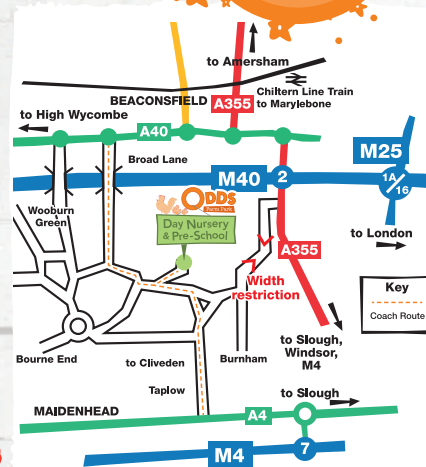 to Amersham
Chiltern Line Train
to Marylebone
BEACONSFIELD
A355
to High Wycombe
A40
M25
Broad Lane
M40
2
1A
16
ODDS
Farm Park
Wooburn
Green
Day Nursery
& Pre-School
to London
A355
Width
restriction
Key
Coach Route
to Slough,
Windsor,
M4
Bourne End
to Cliveden
Burnham
Taplow
to Slough
MAIDENHEAD
A4
M4
7